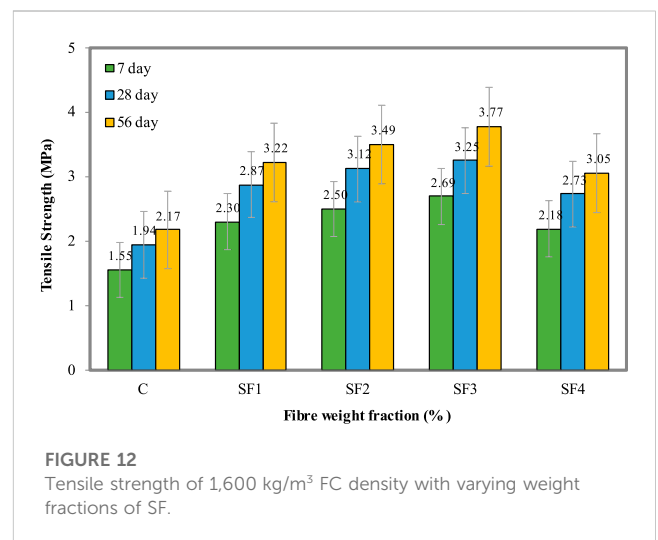 5
4
3
2
1
0
Tensile Strength (MPa)
7 day
28 day
56 day
1.55
1.94
2.17
2.30
2.87
3.22
2.50
3.12
3.49
2.69
3.25
3.77
2.18
2.73
3.05
C SF1 SF2 SF3 SF4
Fibre weight fraction (%)
FIGURE 12
Tensile strength of 1,600 kg/m³ FC density with varying weight
fractions of SF.